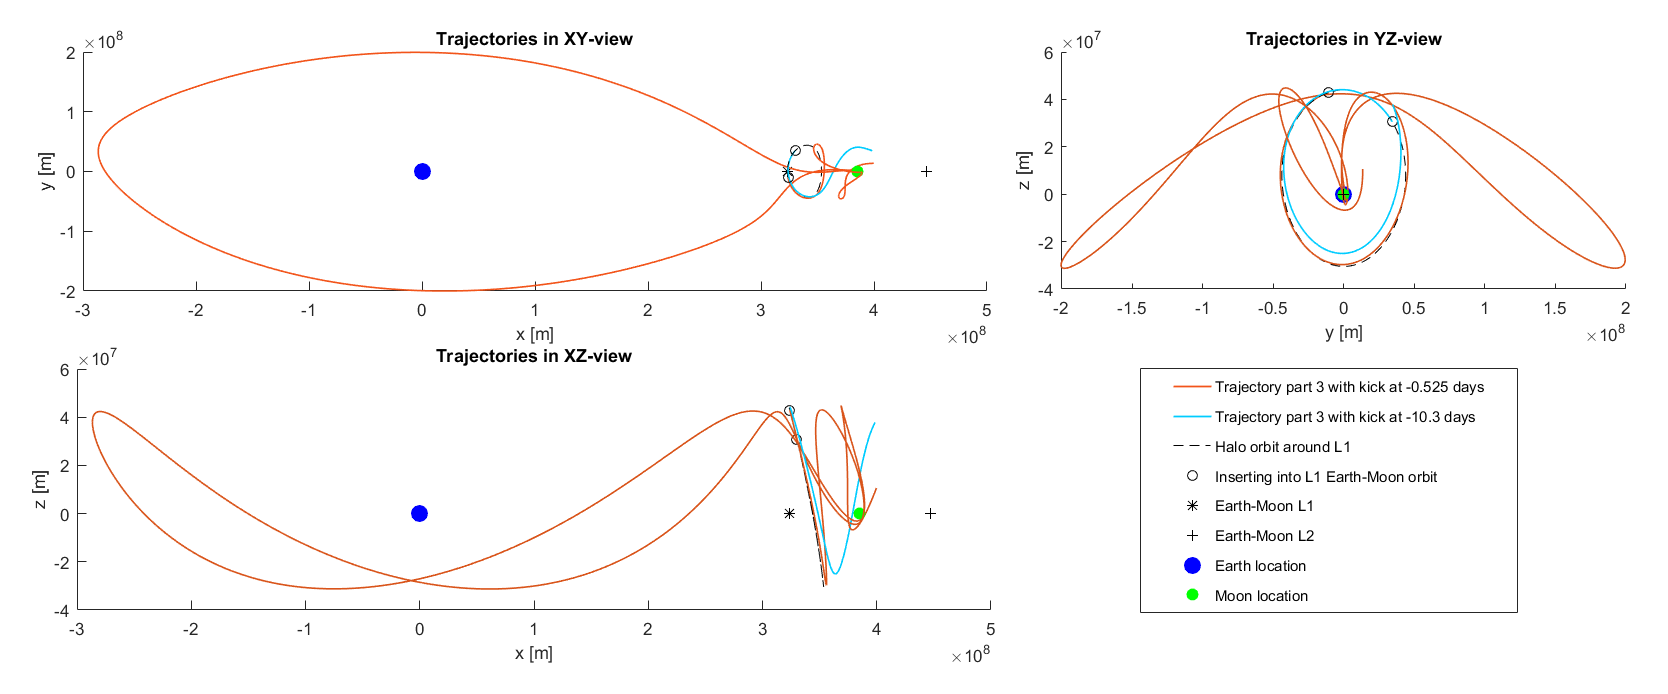 Trajectories in XY-view
×10^8
2
1
0
-1
-2
y [m]
-3
-2
-1
0
1
2
3
4
5
x [m]
×10^8
Trajectories in YZ-view
×10^7
6
4
2
0
-2
-4
z [m]
-2
-1.5
-1
-0.5
0
0.5
1
1.5
2
y [m]
×10^8
Trajectories in XZ-view
×10^7
6
4
2
0
-2
-4
z [m]
-3
-2
-1
0
1
2
3
4
5
x [m]
×10^8
Trajectory part 3 with kick at -0.525 days
Trajectory part 3 with kick at -10.3 days
Halo orbit around L1
Inserting into L1 Earth-Moon orbit
Earth-Moon L1
Earth-Moon L2
Earth location
Moon location